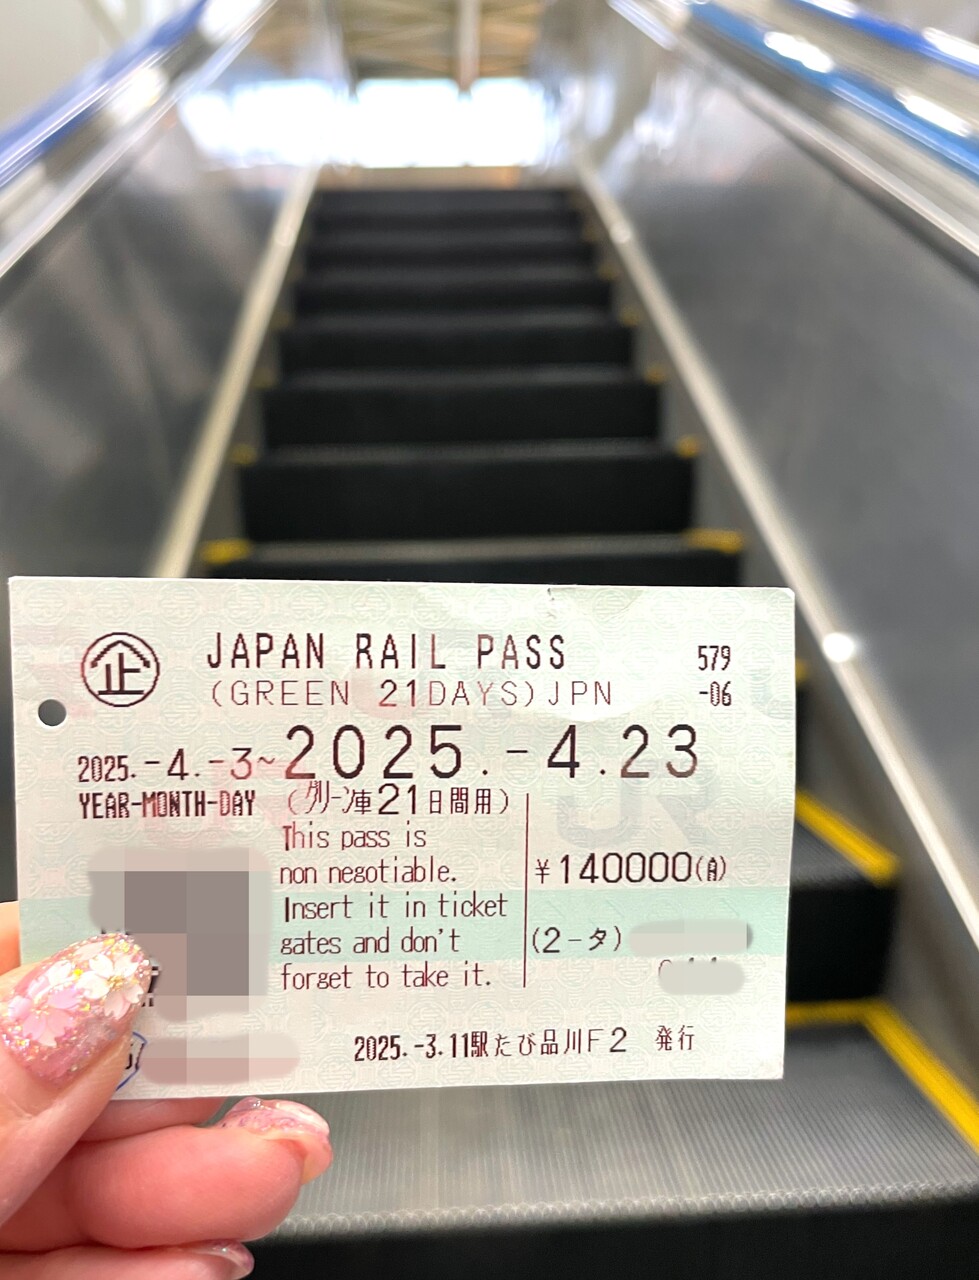 企 JAPAN RAIL PASS 579
(GREEN 21DAYS)JPN -06
2025.-4.-3~2025.-4.23
YEAR-MONTH-DAY (グリーン車21日間用)
This pass is
non negotiable. ¥140000(A)
Insert it in ticket
gates and don't (2-タ)
forget to take it.
2025.-3.11駅たび品川F2 発行